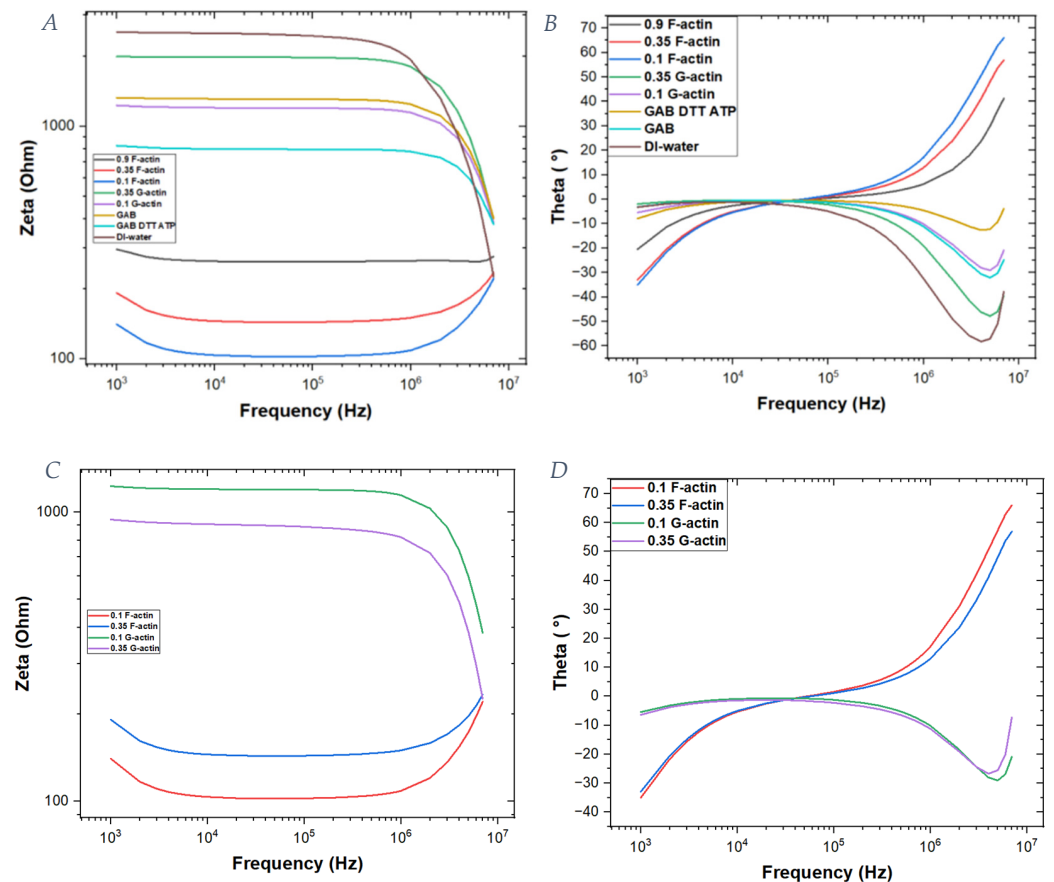 A
Zeta (Ohm)
1000
100
0.9 F-actin
0.35 F-actin
0.1 F-actin
0.35 G-actin
0.1 G-actin
GAB
GAB DTT ATP
DI-water
10³ 10⁴ 10⁵ 10⁶ 10⁷
Frequency (Hz)
B
Theta ( °)
70
60
50
40
30
20
10
0
−10
−20
−30
−40
−50
−60
0.9 F-actin
0.35 F-actin
0.1 F-actin
0.35 G-actin
0.1 G-actin
GAB DTT ATP
GAB
DI-water
10³ 10⁴ 10⁵ 10⁶ 10⁷
Frequency (Hz)
C
Zeta (Ohm)
1000
100
0.1 F-actin
0.35 F-actin
0.1 G-actin
0.35 G-actin
10³ 10⁴ 10⁵ 10⁶ 10⁷
Frequency (Hz)
D
Theta ( °)
70
60
50
40
30
20
10
0
−10
−20
−30
−40
0.1 F-actin
0.35 F-actin
0.1 G-actin
0.35 G-actin
10³ 10⁴ 10⁵ 10⁶ 10⁷
Frequency (Hz)